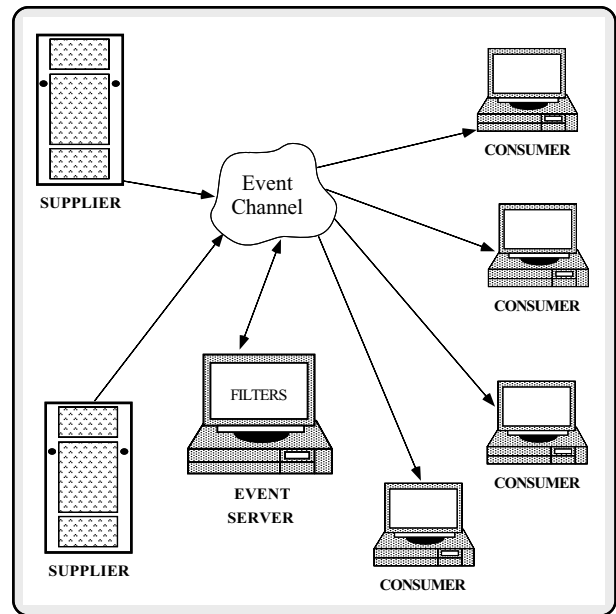 SUPPLIER
Event
Channel
CONSUMER
CONSUMER
FILTERS
EVENT
SERVER
CONSUMER
SUPPLIER
CONSUMER